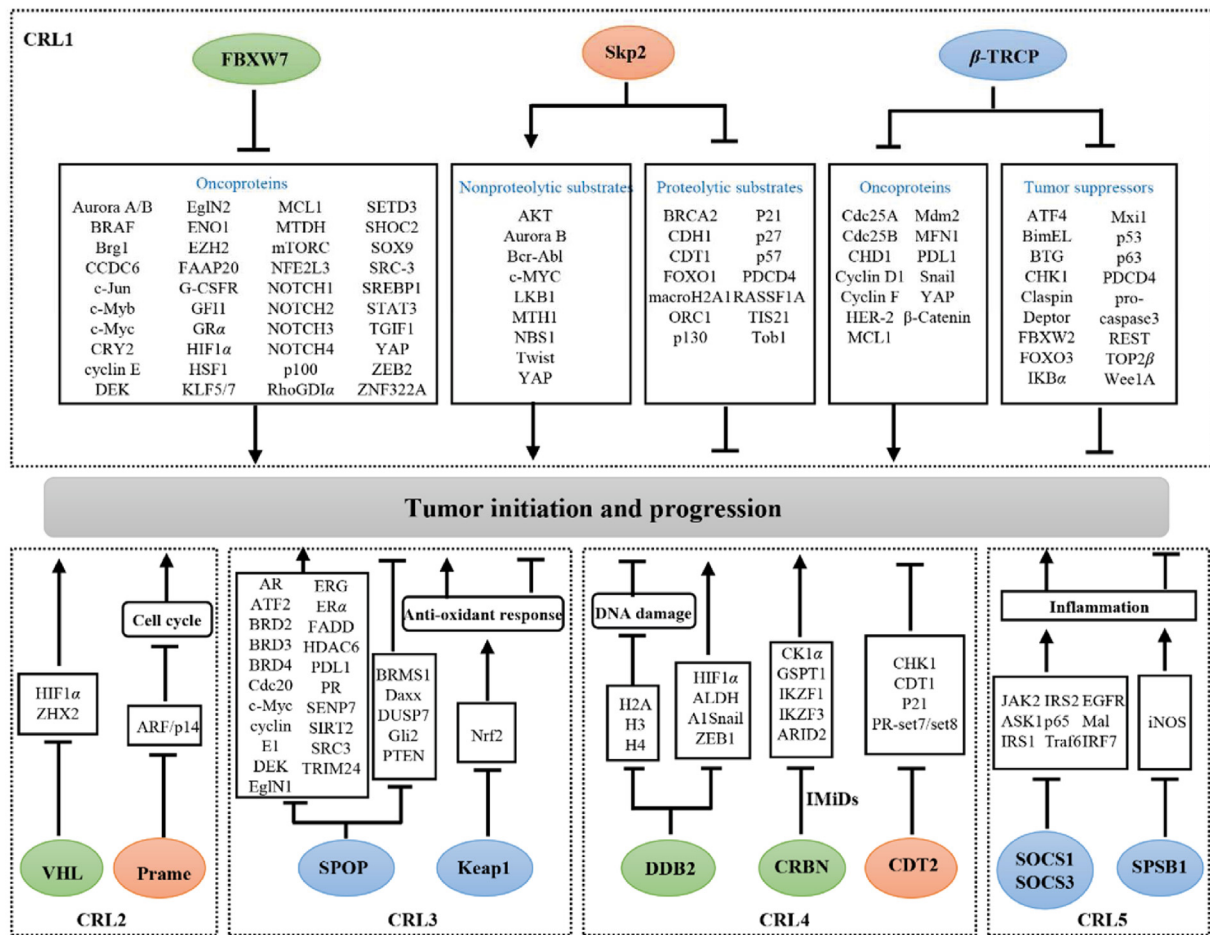 CRL1
FBXW7
Skp2
β-TRCP
Oncoproteins
Aurora A/B EglN2 MCL1 SETD3
BRAF ENO1 MTDH SHOC2
Brg1 EZH2 mTORC SOX9
CCDC6 FAAP20 NFE2L3 SRC-3
c-Jun G-CSFR NOTCH1 SREBP1
c-Myb GFI1 NOTCH2 STAT3
c-Myc GRα NOTCH3 TGIF1
CRY2 HIF1α NOTCH4 YAP
cyclin E HSF1 p100 ZEB2
DEK KLF5/7 RhoGDIα ZNF322A
Nonproteolytic substrates
AKT
Aurora B
Bcr-Abl
c-MYC
LKB1
MTH1
NBS1
Twist
YAP
Proteolytic substrates
BRCA2 P21
CDH1 p27
CDT1 p57
FOXO1 PDCD4
macroH2A1 RASSF1A
ORC1 TIS21
p130 Tob1
Oncoproteins
Cdc25A Mdm2
Cdc25B MFN1
CHD1 PDL1
Cyclin D1 Snail
Cyclin F YAP
HER-2 β-Catenin
MCL1
Tumor suppressors
ATF4 Mxi1
BimEL p53
BTG p63
CHK1 PDCD4
Claspin pro-
Deptor caspase3
FBXW2 REST
FOXO3 TOP2β
IKBα Wee1A
Tumor initiation and progression
HIF1α
ZHX2
VHL
Cell cycle
ARF/p14
Prame
CRL2
AR ERG
ATF2 ERα
BRD2 FADD
BRD3 HDAC6
BRD4 PDL1
Cdc20 PR
c-Myc SENP7
cyclin SIRT2
E1 SRC3
DEK TRIM24
EglN1
BRMS1
Daxx
DUSP7
Gli2
PTEN
SPOP
Anti-oxidant response
Nrf2
Keap1
CRL3
DNA damage
H2A
H3
H4
HIF1α
ALDH
A1Snail
ZEB1
DDB2
CK1α
GSPT1
IKZF1
IKZF3
ARID2
IMiDs
CRBN
CHK1
CDT1
P21
PR-set7/set8
CDT2
CRL4
Inflammation
JAK2 IRS2 EGFR
ASK1 p65 Mal
IRS1 Traf6 IRF7
iNOS
SOCS1
SOCS3
SPSB1
CRL5